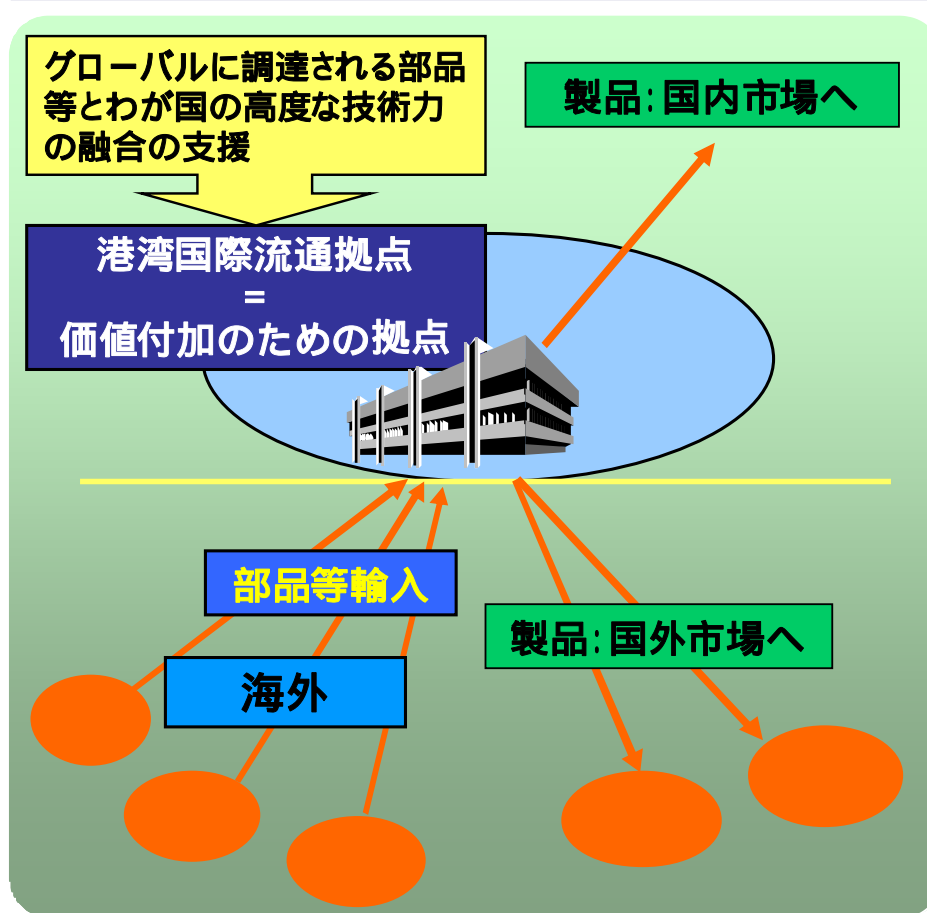 グローバルに調達される部品
等とわが国の高度な技術力
の融合の支援
製品：国内市場へ
港湾国際流通拠点
＝
価値付加のための拠点
部品等輸入
製品：国外市場へ
海外